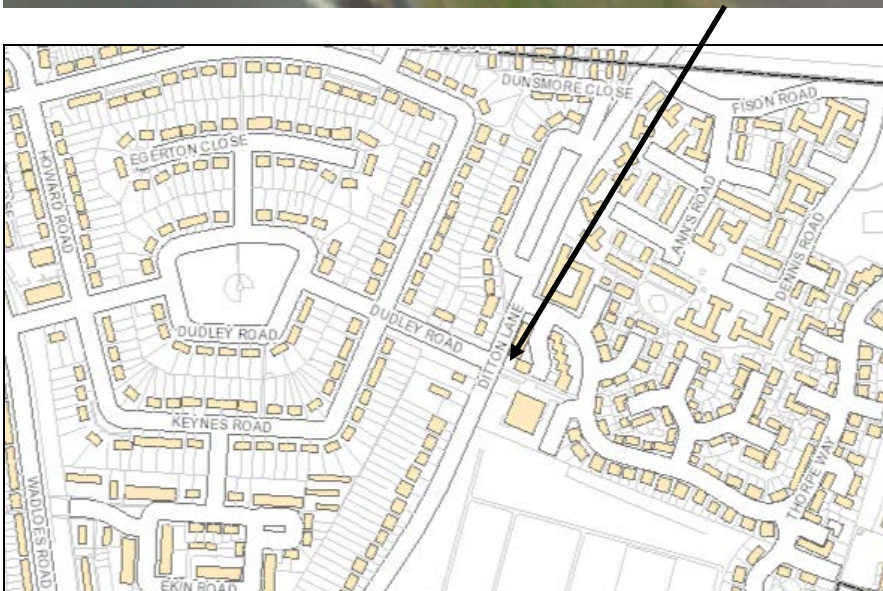 DUNSMORE CLOSE
FISON ROAD
EGERTON CLOSE
HOWARD ROAD
ANN'S ROAD
DENNIS ROAD
DUDLEY ROAD
DUDLEY ROAD
DITTON LANE
KEYNES ROAD
THORPE WAY
WADLOES ROAD
EKIN ROAD